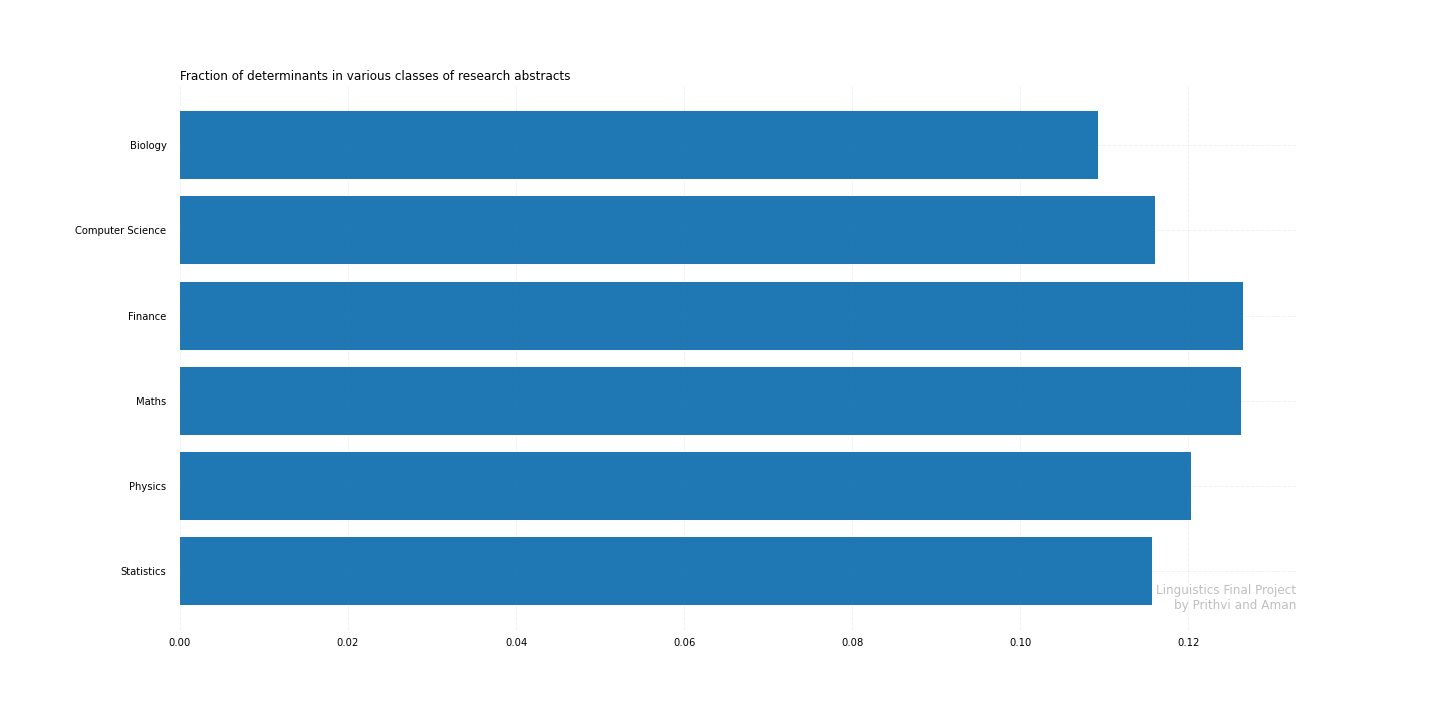 Fraction of determinants in various classes of research abstracts
Biology
Computer Science
Finance
Maths
Physics
Statistics
Linguistics Final Project
by Prithvi and Aman
0.00 0.02 0.04 0.06 0.08 0.10 0.12